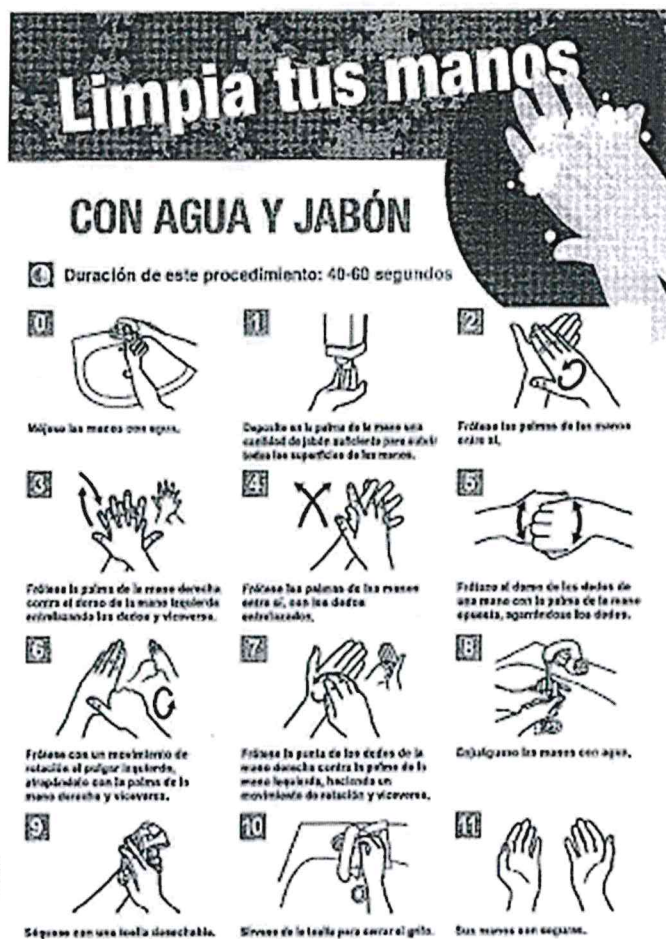 Limpia tus manos
CON AGUA Y JABÓN
Duración de este procedimiento: 40-60 segundos
0
1
2
Mójese las manos con agua.
Deposite en la palma de la mano una
cantidad de jabón suficiente para cubrir
todas las superficies de las manos.
Frótese las palmas de las manos
entre sí.
3
4
5
Frótese la palma de la mano derecha
contra el dorso de la mano izquierda
entrelazando los dedos y viceversa.
Frótese las palmas de las manos
entre sí, con los dedos
entrelazados.
Frótese el dorso de los dedos de
una mano con la palma de la mano
opuesta, agarrándose los dedos.
6
7
8
Frótese con un movimiento de
rotación el pulgar izquierdo,
atrapándolo con la palma de la
mano derecha y viceversa.
Frótese la punta de los dedos de la
mano derecha contra la palma de la
mano izquierda, haciendo un
movimiento de rotación y viceversa.
Enjuáguese las manos con agua.
9
10
11
Séquese con una toalla desechable.
Sírvase de la toalla para cerrar el grifo.
Sus manos son seguras.